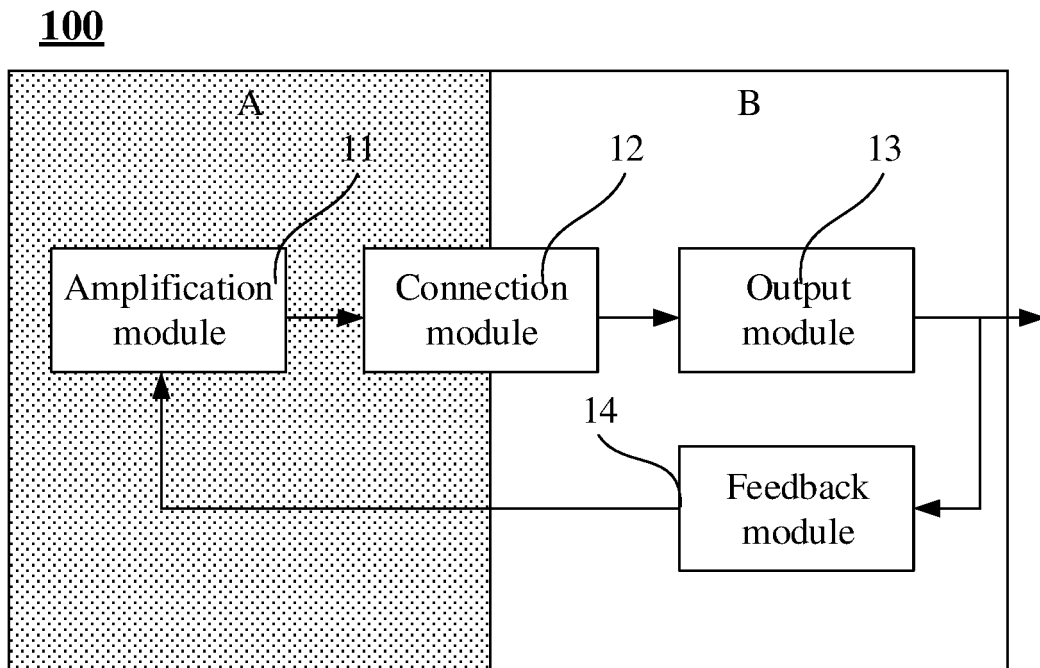 100
A
B
11
12
13
Amplification
module
Connection
module
Output
module
14
Feedback
module